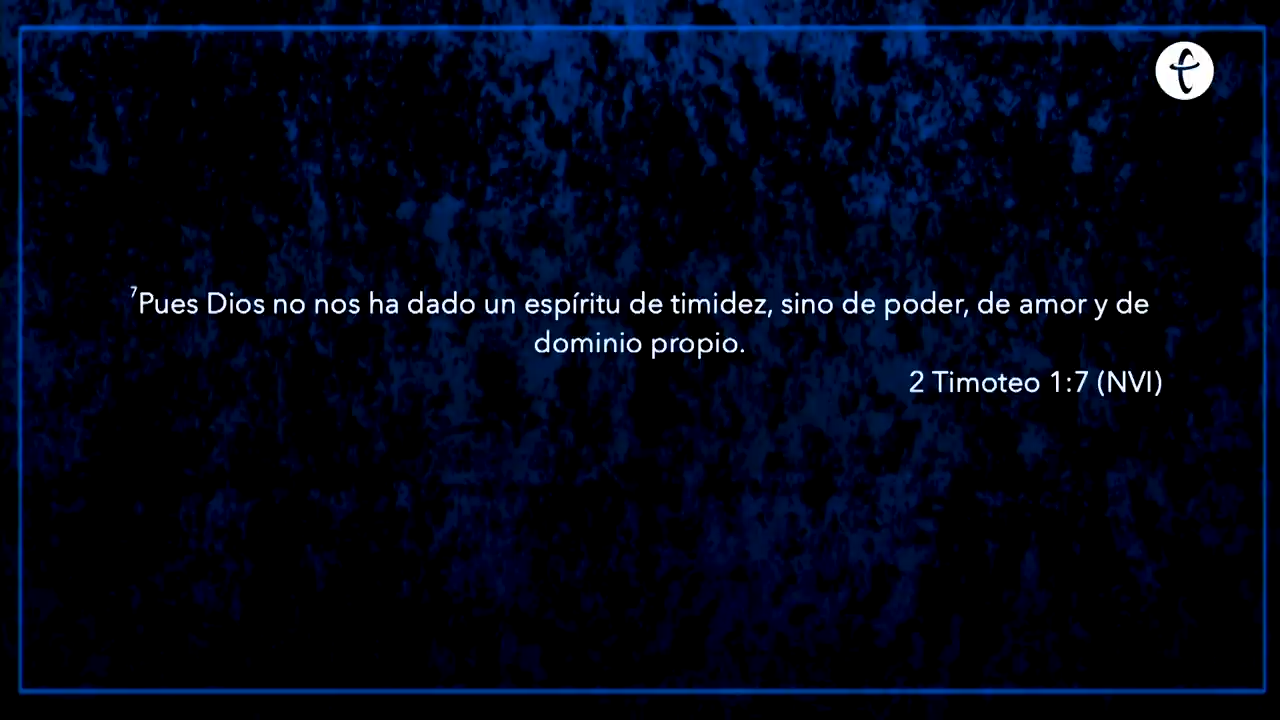 ⁷Pues Dios no nos ha dado un espíritu de timidez, sino de poder, de amor y de
dominio propio.
2 Timoteo 1:7 (NVI)